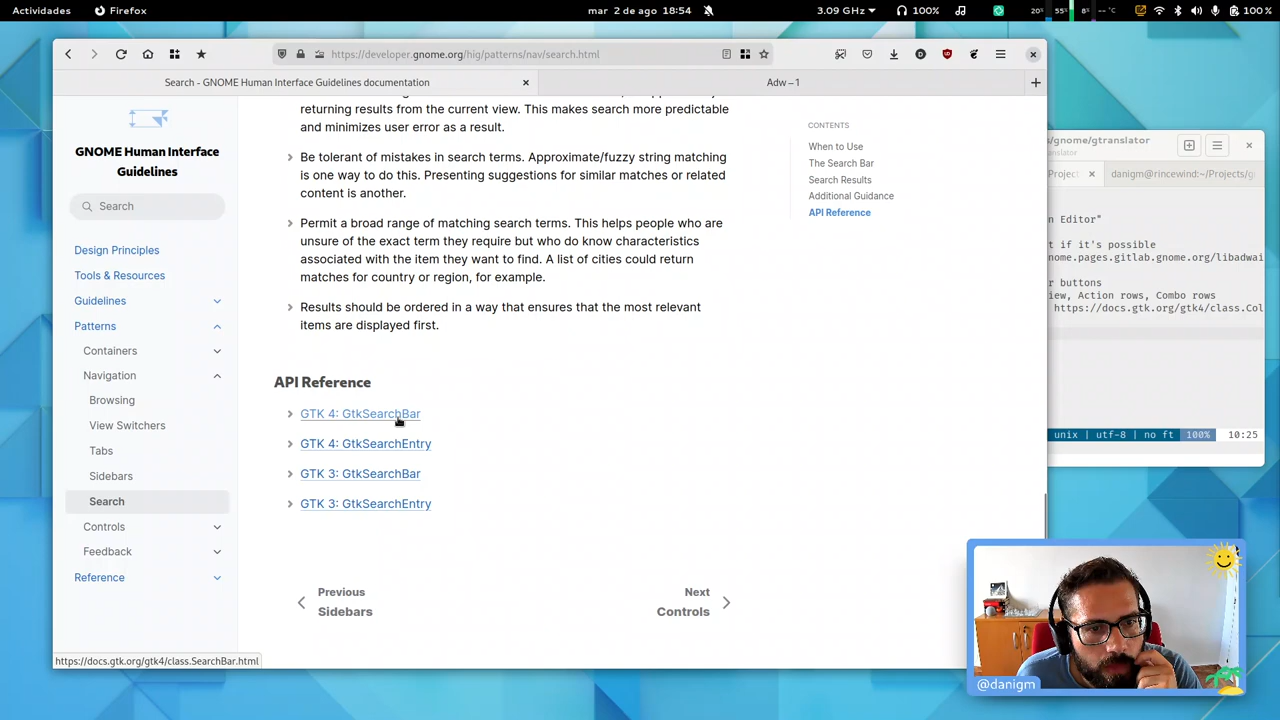 Actividades
Firefox
mar 2 de ago 18:54
3.09 GHz
100%
20%
55%
8%
-- °C
100 %
https://developer.gnome.org/hig/patterns/nav/search.html
Search - GNOME Human Interface Guidelines documentation
Adw – 1
GNOME Human Interface
Guidelines
Search
Design Principles
Tools & Resources
Guidelines
Patterns
Containers
Navigation
Browsing
View Switchers
Tabs
Sidebars
Search
Controls
Feedback
Reference
returning results from the current view. This makes search more predictable
and minimizes user error as a result.
Be tolerant of mistakes in search terms. Approximate/fuzzy string matching
is one way to do this. Presenting suggestions for similar matches or related
content is another.
Permit a broad range of matching search terms. This helps people who are
unsure of the exact term they require but who do know characteristics
associated with the item they want to find. A list of cities could return
matches for country or region, for example.
Results should be ordered in a way that ensures that the most relevant
items are displayed first.
API Reference
GTK 4: GtkSearchBar
GTK 4: GtkSearchEntry
GTK 3: GtkSearchBar
GTK 3: GtkSearchEntry
Previous
Sidebars
Next
Controls
CONTENTS
When to Use
The Search Bar
Search Results
Additional Guidance
API Reference
https://docs.gtk.org/gtk4/class.SearchBar.html
s/gnome/gtranslator
anslator
Project
danigm@rincewind:~/Projects/g
n Editor"
t if it's possible
nome.pages.gitlab.gnome.org/libadwai
r buttons
iew, Action rows, Combo rows
https://docs.gtk.org/gtk4/class.Col
unix | utf-8 | no ft 100% 10:25
@danigm